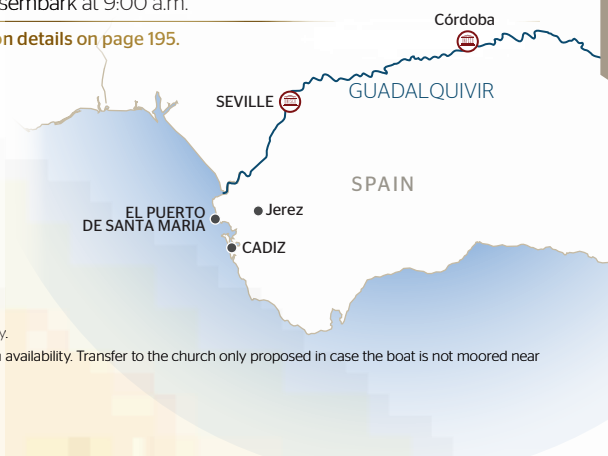 embark at 9:00 a.m.
on details on page 195.
Córdoba
SEVILLE
GUADALQUIVIR
SPAIN
EL PUERTO
DE SANTA MARIA
Jerez
CADIZ
y.
availability. Transfer to the church only proposed in case the boat is not moored near